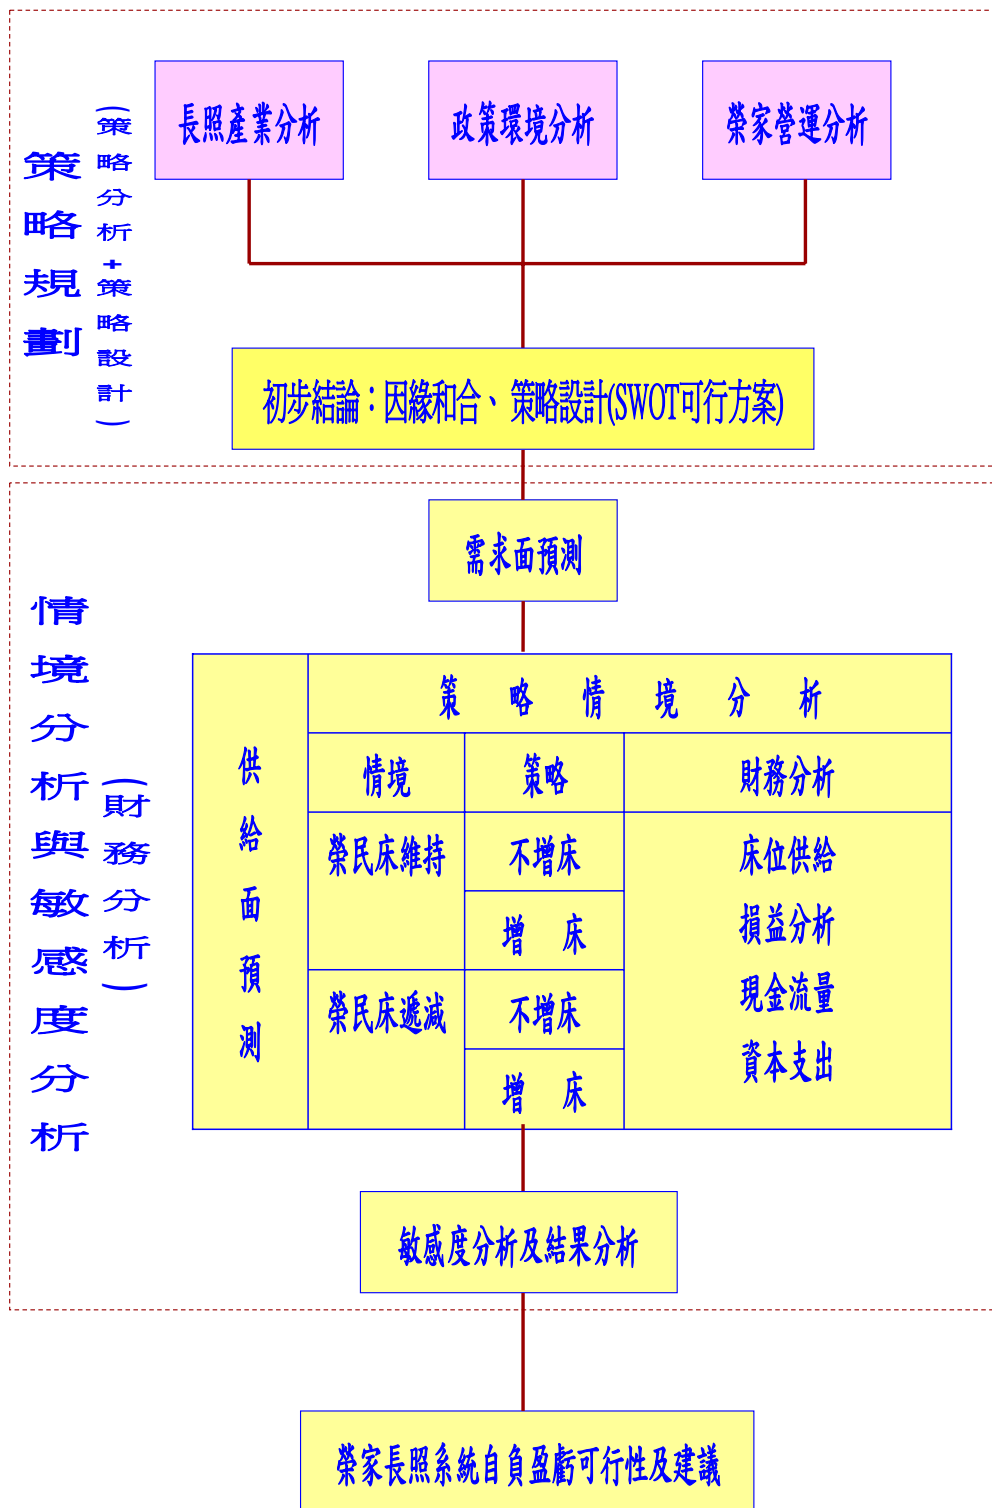 策略規劃
(策略分析+策略設計)
長照產業分析
政策環境分析
榮家營運分析
初步結論：因緣和合、策略設計(SWOT可行方案)
情境分析與敏感度分析
(財務分析)
需求面預測
供給面預測
策略情境分析
情境
策略
財務分析
榮民床維持
不增床
增　床
榮民床遞減
不增床
增　床
床位供給
損益分析
現金流量
資本支出
敏感度分析及結果分析
榮家長照系統自負盈虧可行性及建議